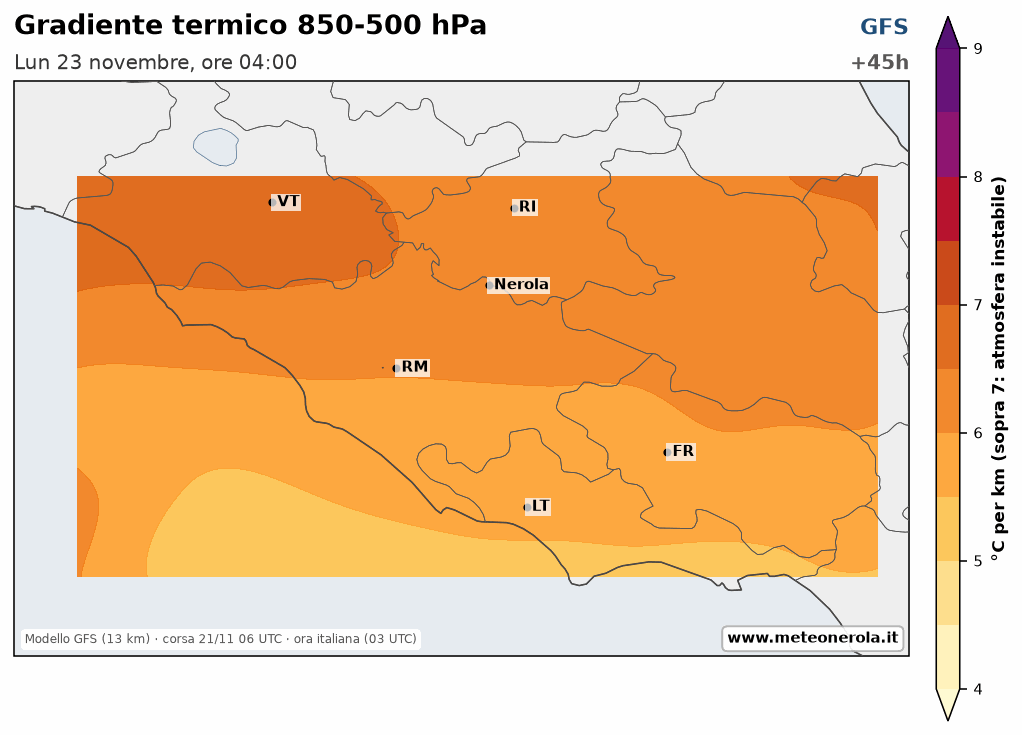 Gradiente termico 850-500 hPa
GFS
Lun 23 novembre, ore 04:00
+45h
VT
RI
Nerola
RM
FR
LT
9
8
7
6
5
4
°C per km (sopra 7: atmosfera instabile)
Modello GFS (13 km) · corsa 21/11 06 UTC · ora italiana (03 UTC)
www.meteonerola.it